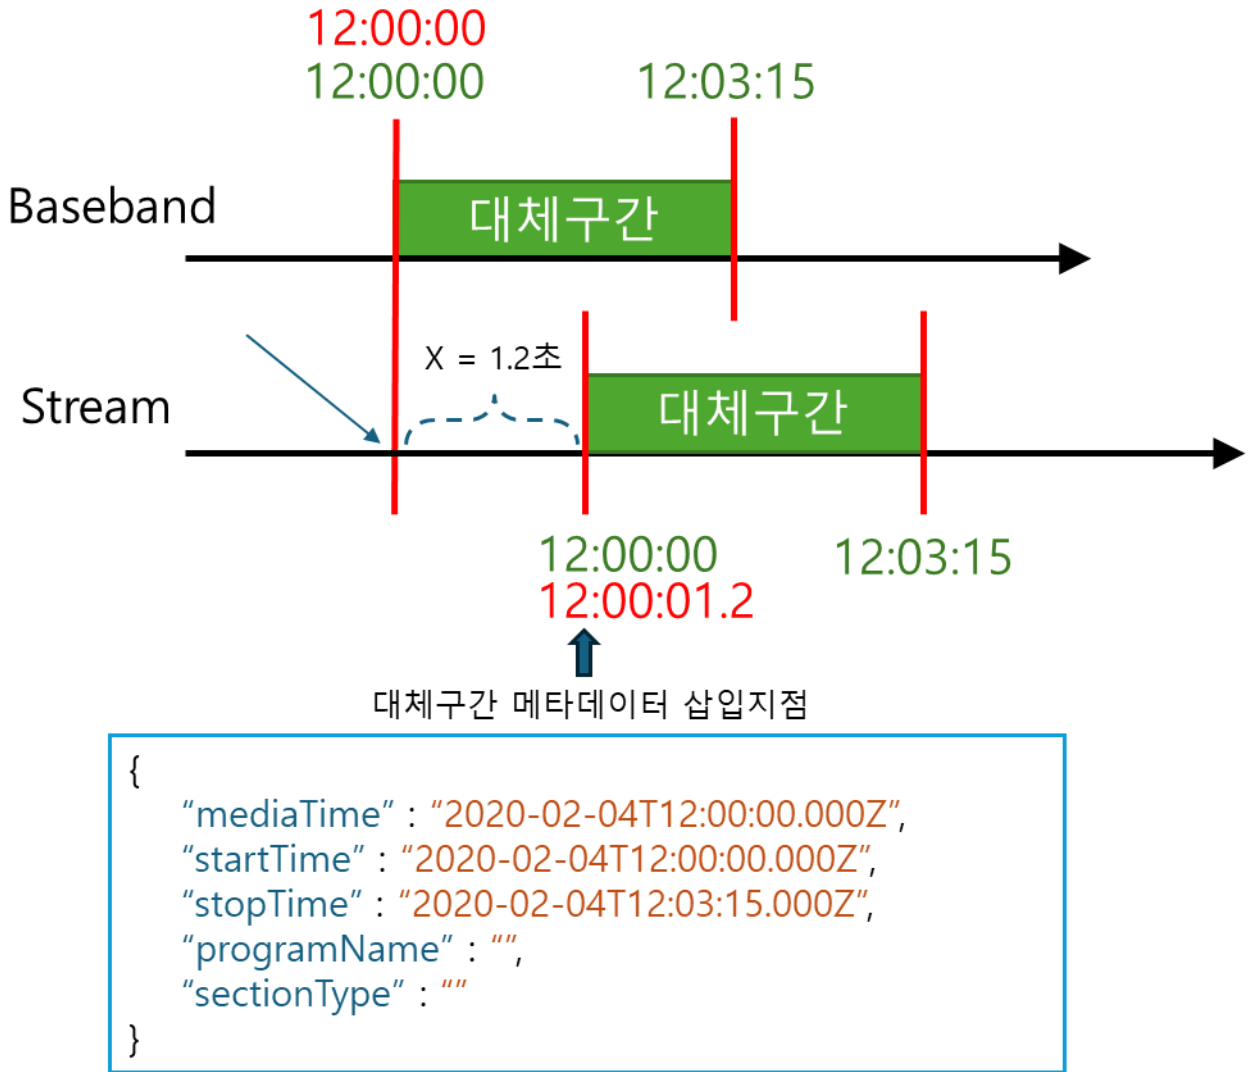 12:00:00
12:00:00
12:03:15
Baseband
대체구간
X = 1.2초
Stream
대체구간
12:00:00
12:03:15
12:00:01.2
대체구간 메타데이터 삽입지점
{
“mediaTime” : “2020-02-04T12:00:00.000Z”,
“startTime” : “2020-02-04T12:00:00.000Z”,
“stopTime” : “2020-02-04T12:03:15.000Z”,
“programName” : “”,
“sectionType” : “”
}